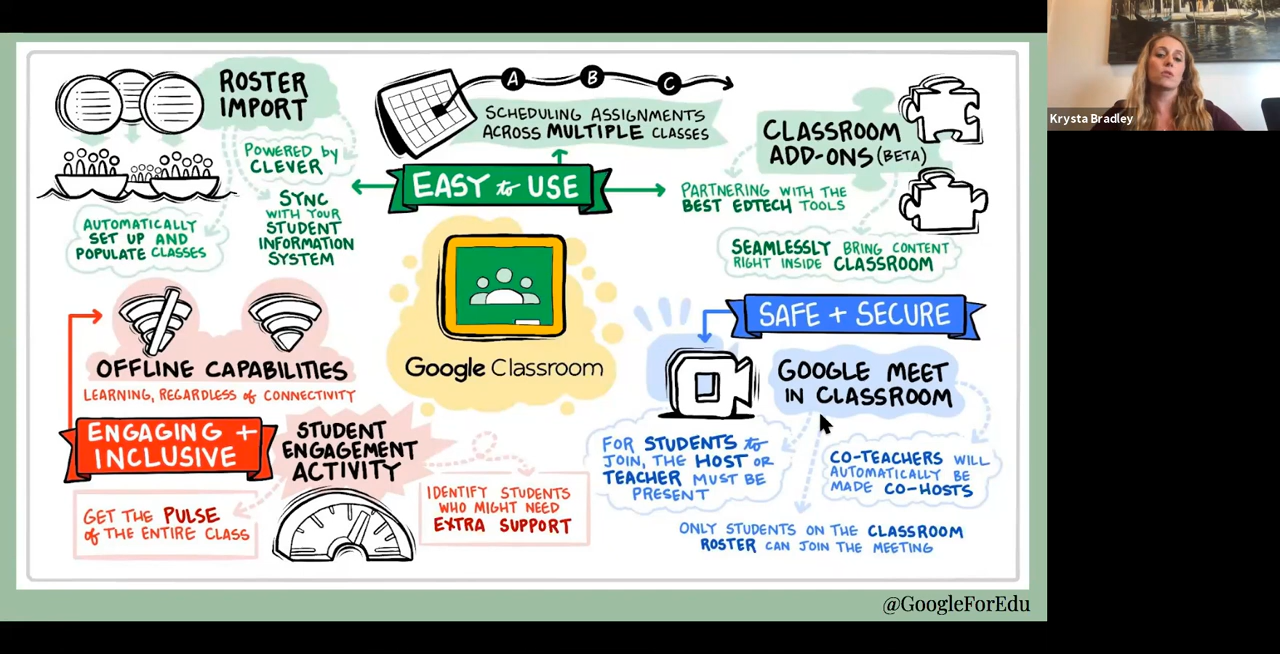 ROSTER
IMPORT
POWERED by
CLEVER
SYNC
WITH YOUR
STUDENT
INFORMATION
SYSTEM
AUTOMATICALLY
SET UP AND
POPULATE CLASSES
A B C
SCHEDULING ASSIGNMENTS
ACROSS MULTIPLE CLASSES
EASY to USE
CLASSROOM
ADD-ONS (BETA)
PARTNERING WITH THE
BEST EDTECH TOOLS
SEAMLESSLY BRING CONTENT
RIGHT INSIDE CLASSROOM
Google Classroom
OFFLINE CAPABILITIES
LEARNING, REGARDLESS of CONNECTIVITY
ENGAGING +
INCLUSIVE
STUDENT
ENGAGEMENT
ACTIVITY
GET THE PULSE
of THE ENTIRE CLASS
IDENTIFY STUDENTS
WHO MIGHT NEED
EXTRA SUPPORT
SAFE + SECURE
GOOGLE MEET
IN CLASSROOM
FOR STUDENTS to
JOIN, THE HOST or
TEACHER MUST BE
PRESENT
CO-TEACHERS WILL
AUTOMATICALLY BE
MADE CO-HOSTS
ONLY STUDENTS ON THE CLASSROOM
ROSTER CAN JOIN THE MEETING
@GoogleForEdu
Krysta Bradley